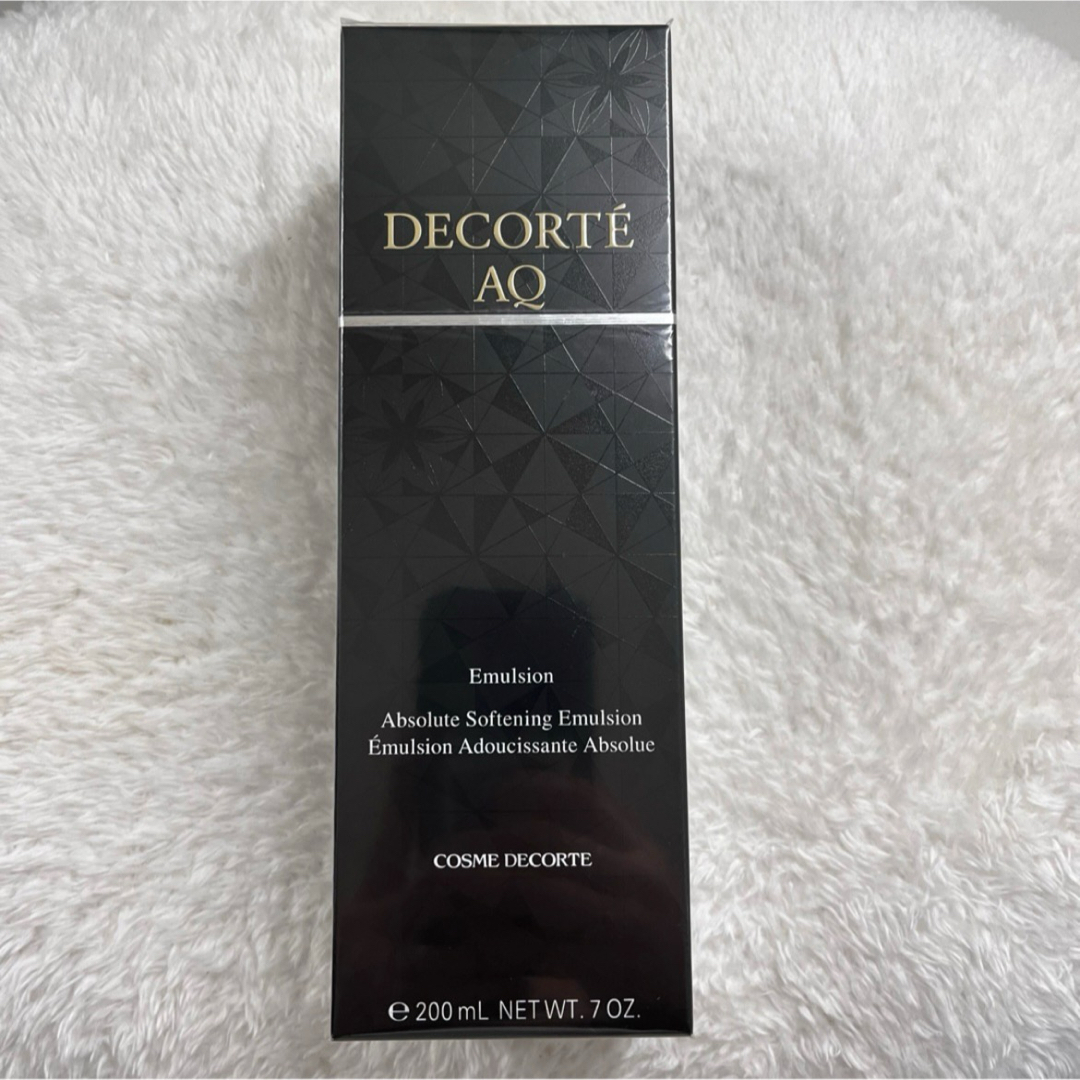 DECORTÉ
AQ
Emulsion
Absolute Softening Emulsion
Émulsion Adoucissante Absolue
COSME DECORTE
℮ 200 mL NET WT. 7 OZ.